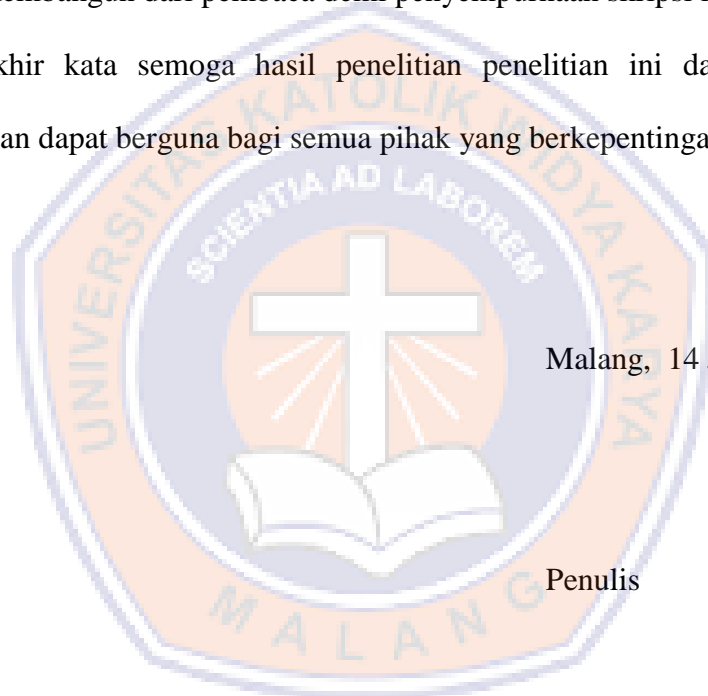 embangun dari pembaca demi penyempurnaan skripsi
khir kata semoga hasil penelitian penelitian ini da
an dapat berguna bagi semua pihak yang berkepentinga
UNIVERSITAS KATOLIK WIDYA KARYA
SCIENTIA AD LABOREM
Malang, 14
Penulis
MALANG